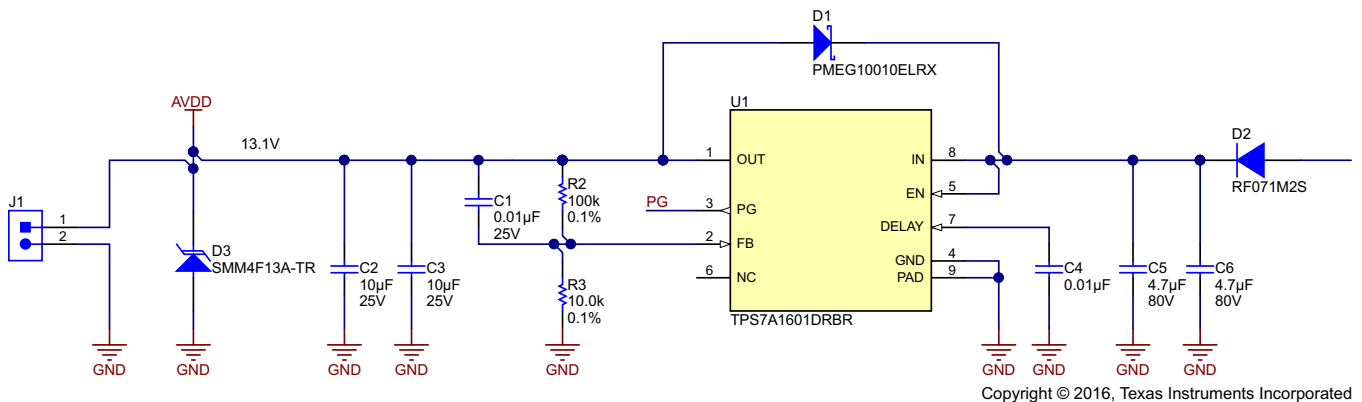 D1
PMEG10010ELRX
U1
AVDD
13.1V
D2
RF071M2S
J1
1
2
D3
SMM4F13A-TR
C2
10µF
25V
C3
10µF
25V
C1
0.01µF
25V
R2
100k
0.1%
R3
10.0k
0.1%
PG
1
OUT
3
PG
2
FB
6
NC
IN
8
EN
5
DELAY
7
GND
4
PAD
9
TPS7A1601DRBR
C4
0.01µF
C5
4.7µF
80V
C6
4.7µF
80V
GND
GND
GND
GND
GND
GND
GND
GND
GND
Copyright © 2016, Texas Instruments Incorporated